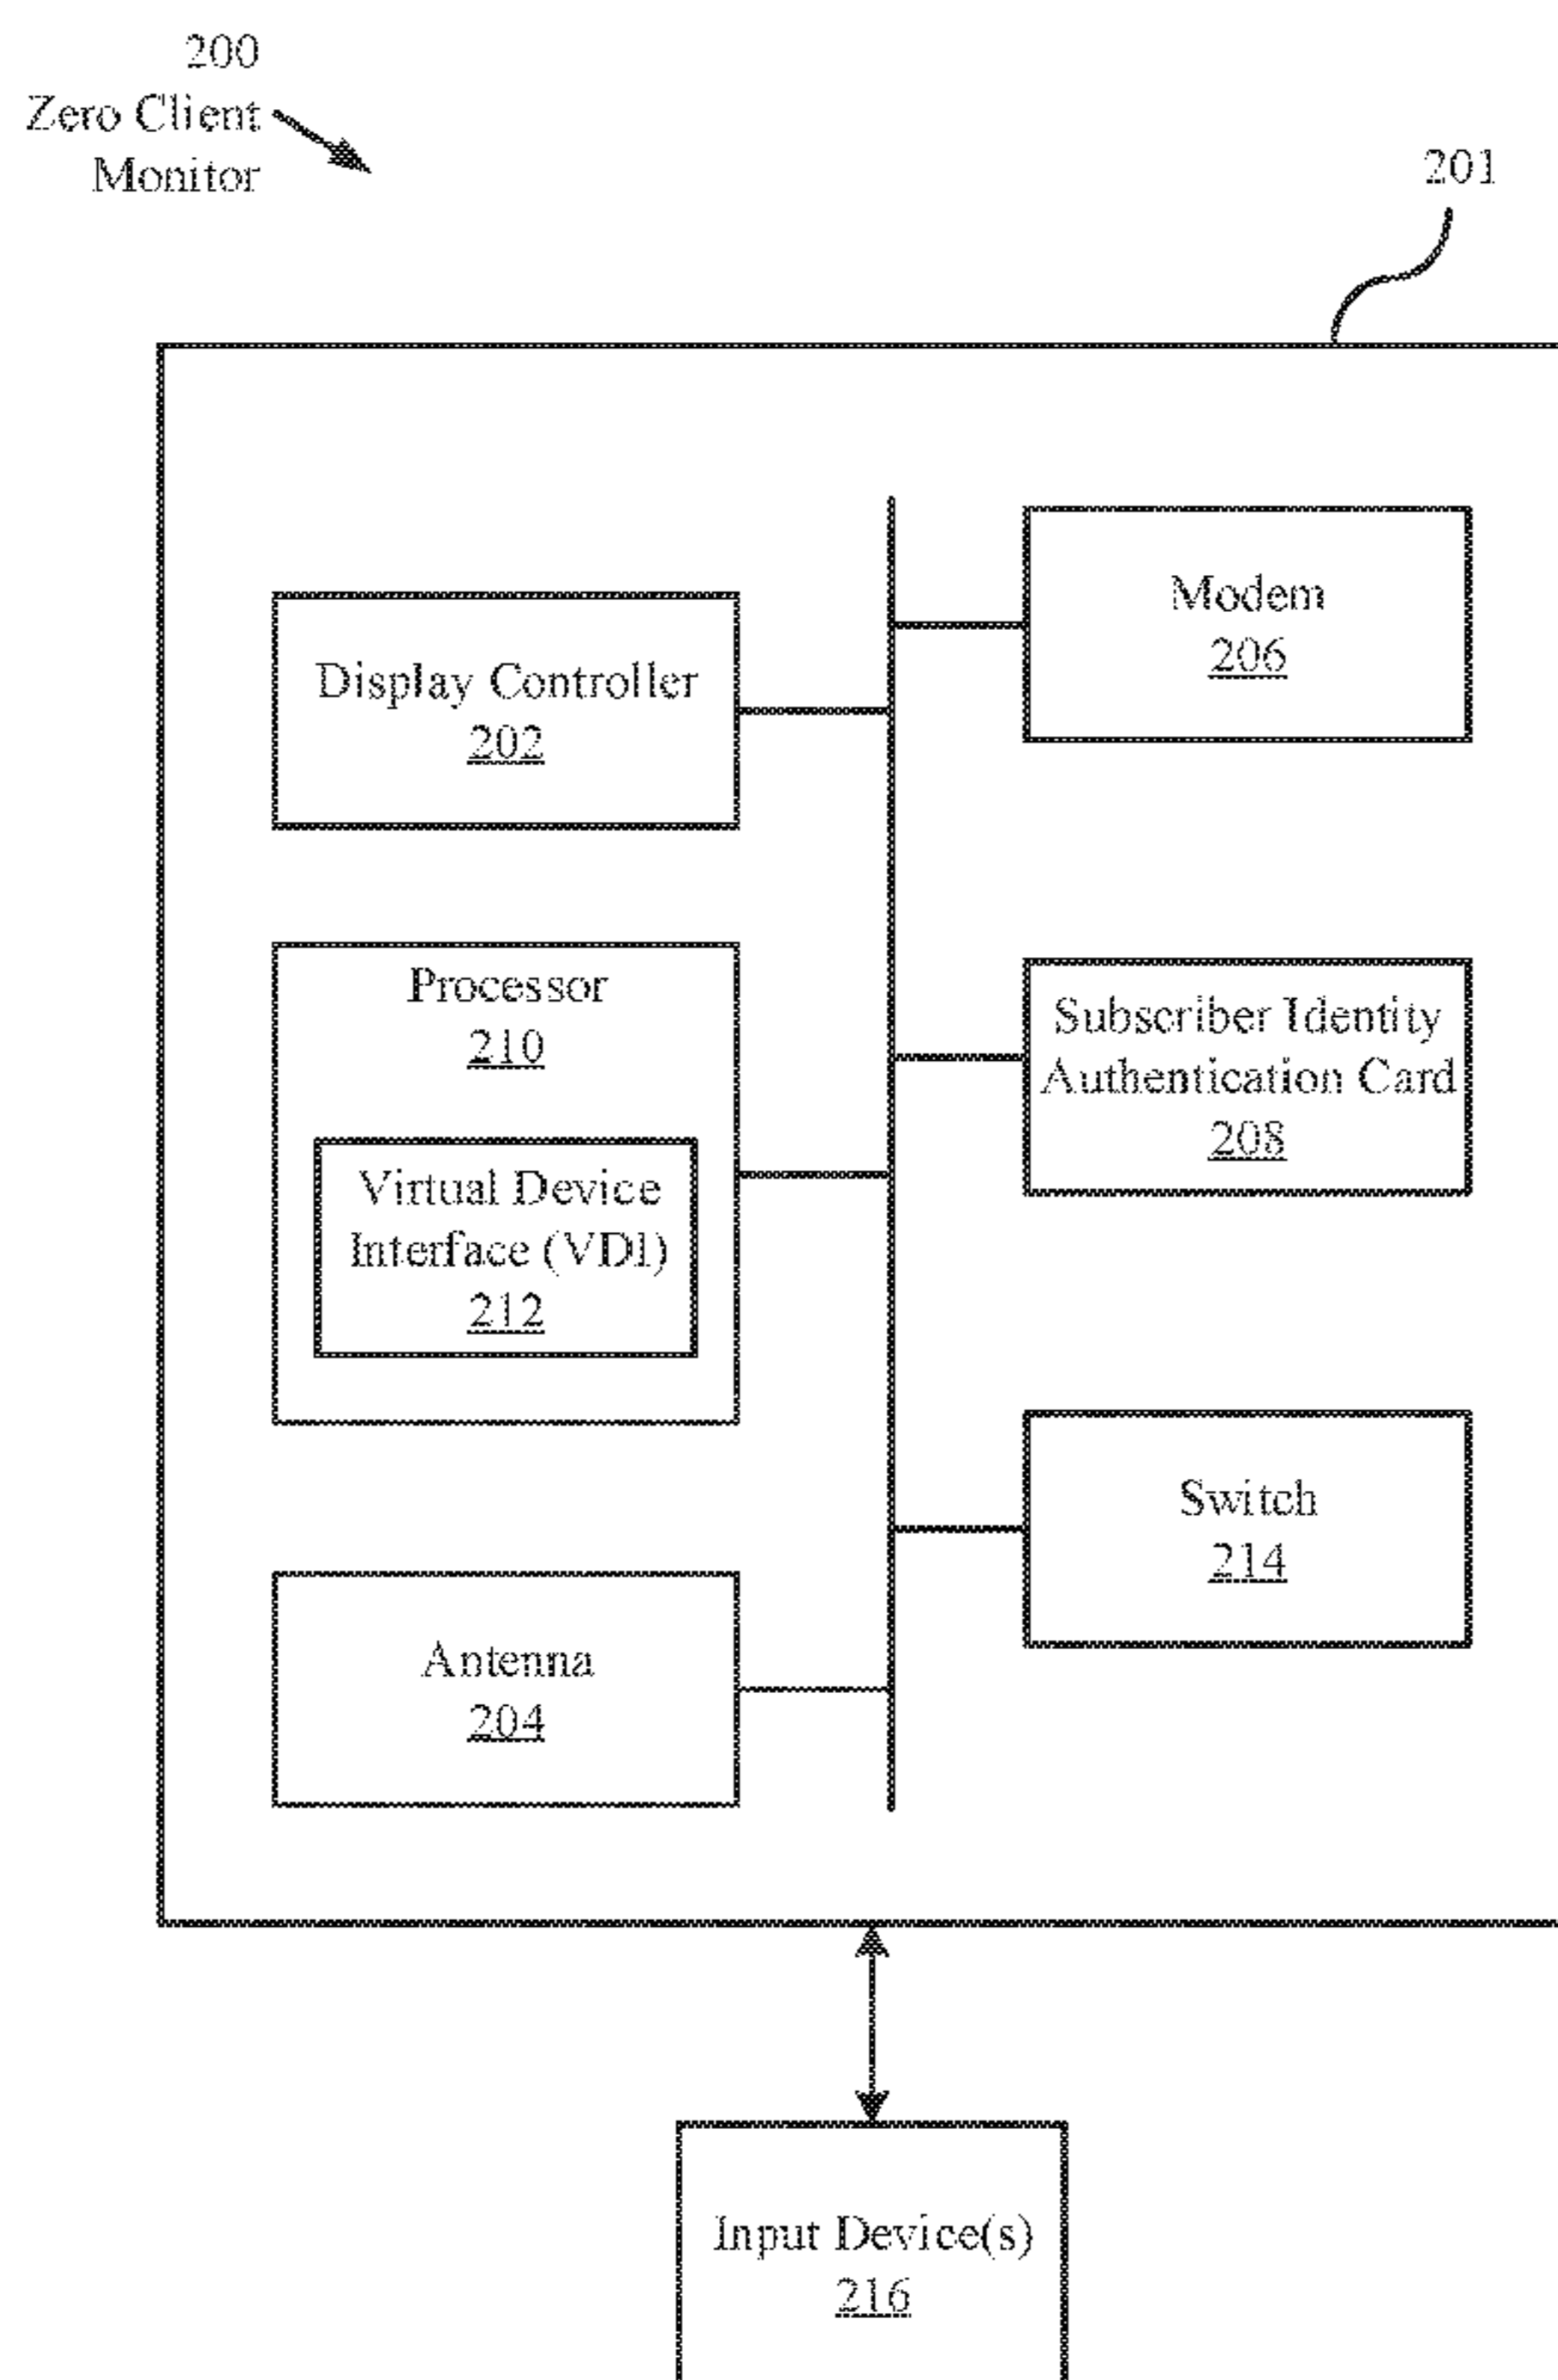 200
Zero Client
Monitor
201
Display Controller
202
Modem
206
Processor
210
Virtual Device
Interface (VDI)
212
Subscriber Identity
Authentication Card
208
Switch
214
Antenna
204
Input Device(s)
216